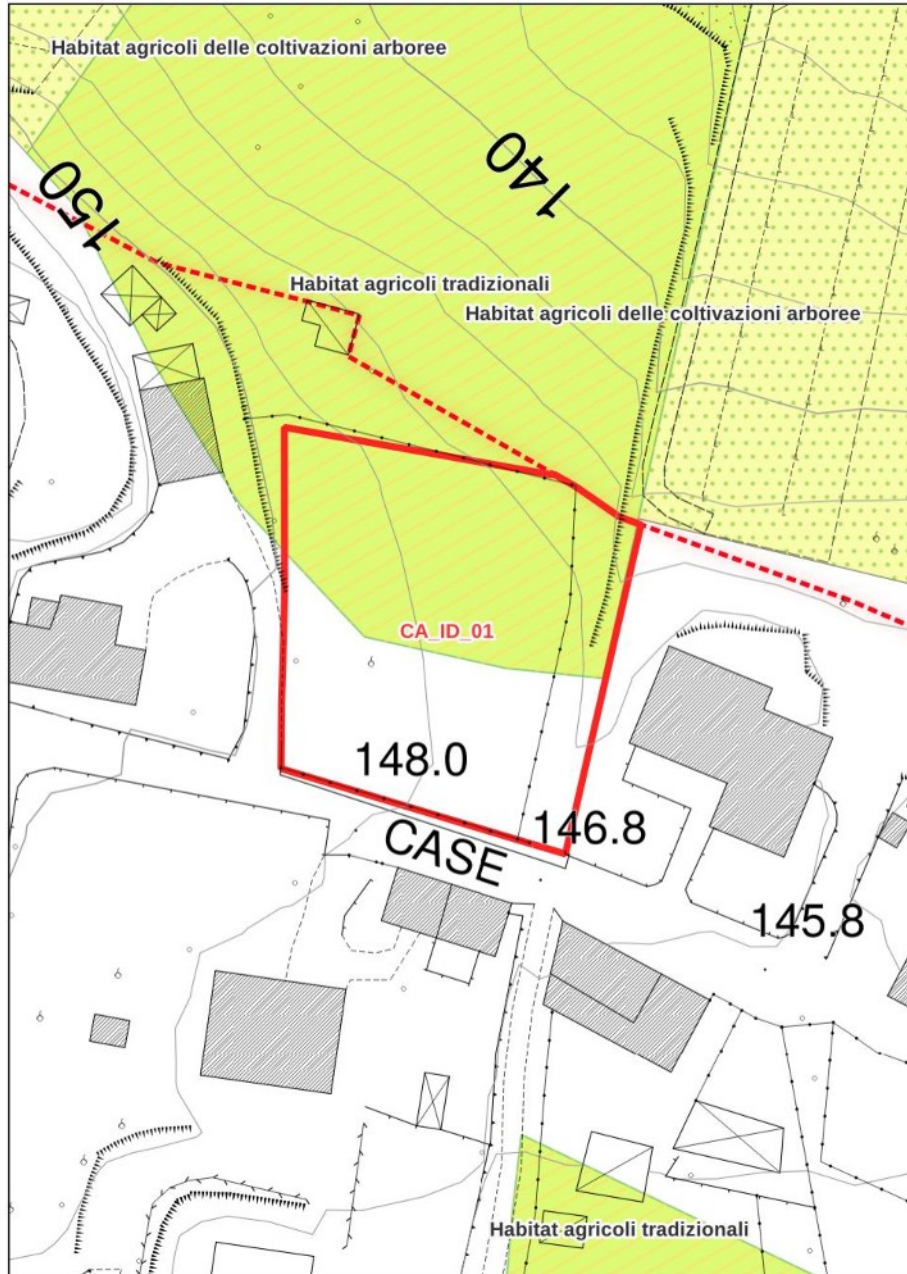 Habitat agricoli delle coltivazioni arboree
140
150
Habitat agricoli tradizionali
Habitat agricoli delle coltivazioni arboree
CA_ID_01
148.0
146.8
CASE
145.8
Habitat agricoli tradizionali